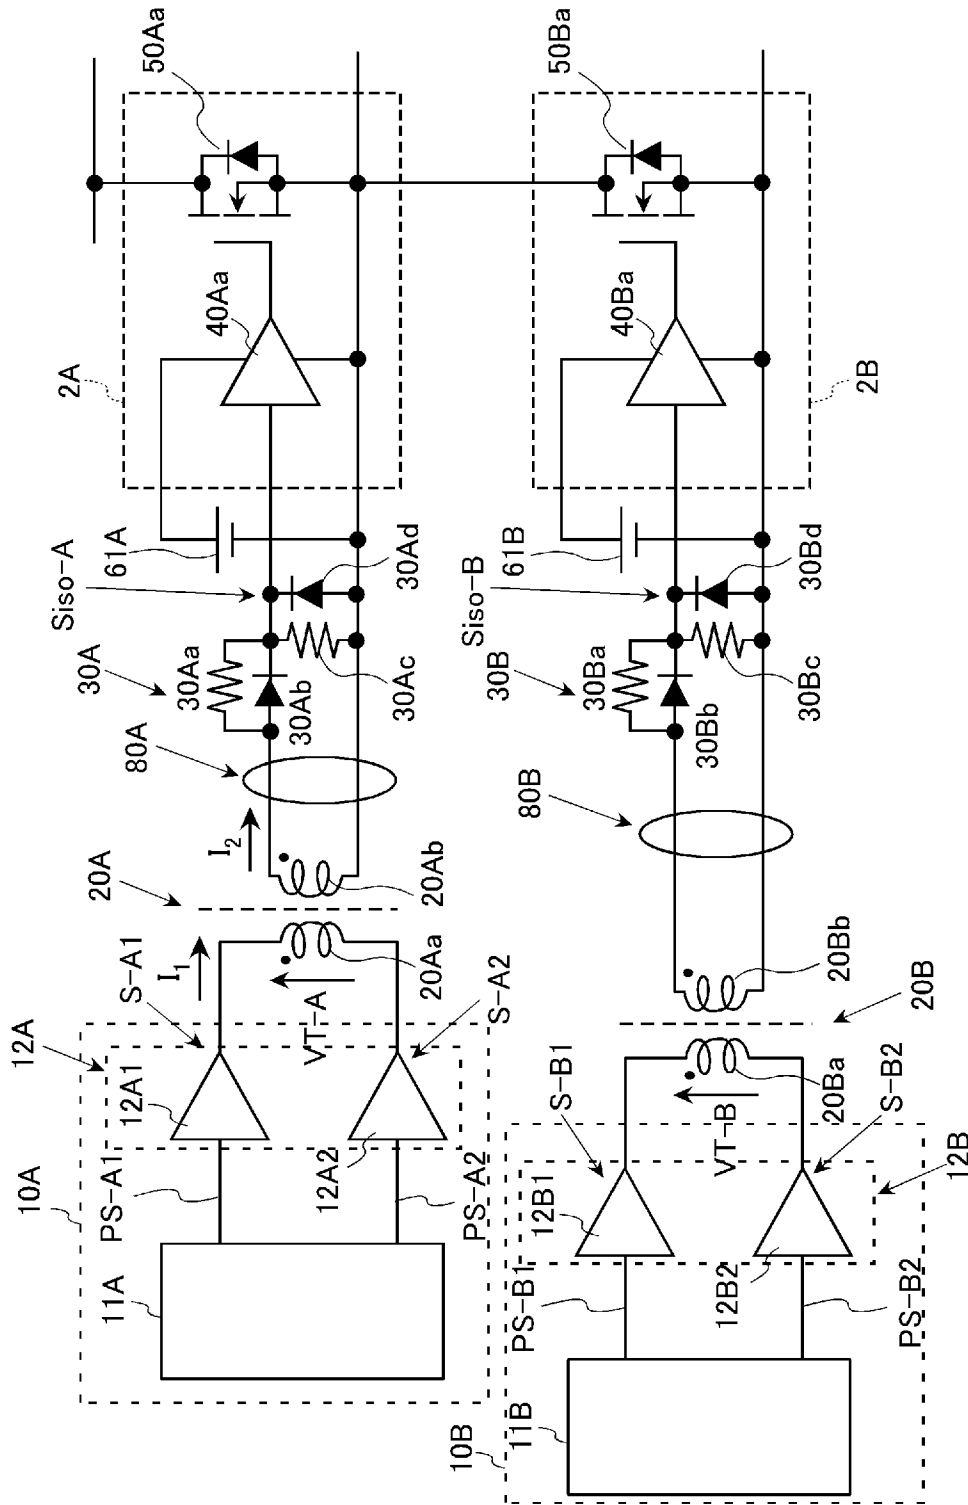 10A
11A
PS-A1
PS-A2
12A
12A1
12A2
S-A1
S-A2
I1
VT-A
20A
20Aa
20Ab
I2
80A
30A
30Aa
30Ab
30Ac
30Ad
Siso-A
61A
2A
40Aa
50Aa
10B
11B
PS-B1
PS-B2
12B
12B1
12B2
S-B1
S-B2
VT-B
20B
20Ba
20Bb
80B
30B
30Ba
30Bb
30Bc
30Bd
Siso-B
61B
2B
40Ba
50Ba